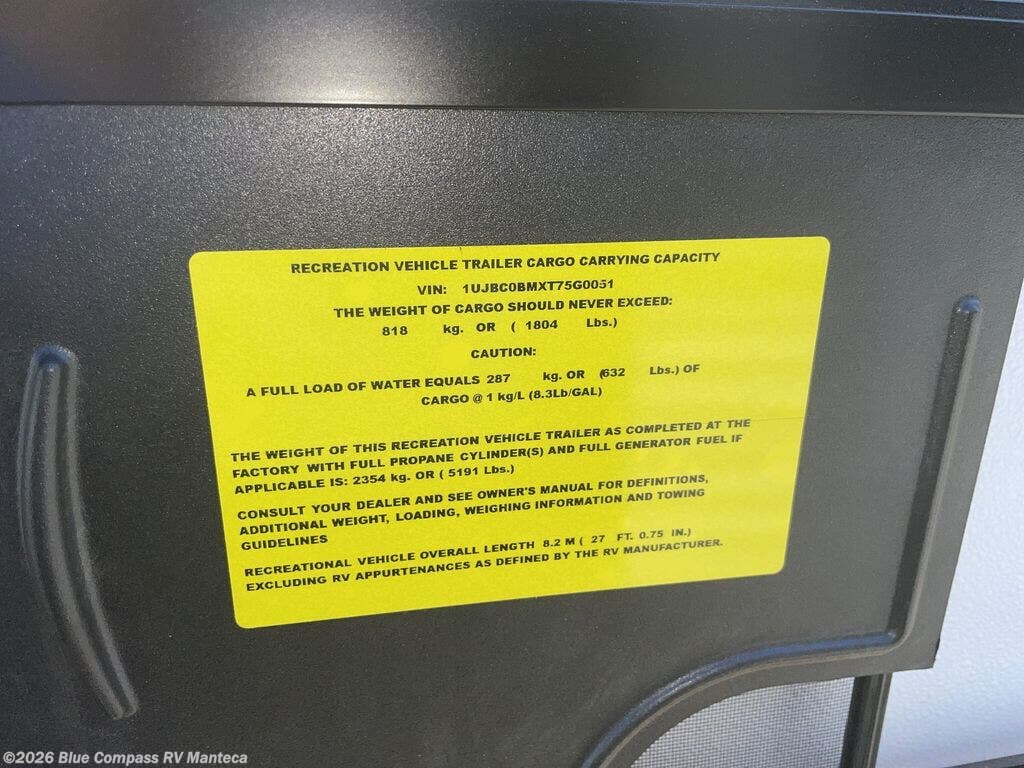 RECREATION VEHICLE TRAILER CARGO CARRYING CAPACITY
VIN: 1UJBC0BMXT75G0051
THE WEIGHT OF CARGO SHOULD NEVER EXCEED:
818 kg. OR ( 1804 Lbs.)
CAUTION:
A FULL LOAD OF WATER EQUALS 287 kg. OR (632 Lbs.) OF
CARGO @ 1 kg/L (8.3Lb/GAL)
THE WEIGHT OF THIS RECREATION VEHICLE TRAILER AS COMPLETED AT THE
FACTORY WITH FULL PROPANE CYLINDER(S) AND FULL GENERATOR FUEL IF
APPLICABLE IS: 2354 kg. OR ( 5191 Lbs.)
CONSULT YOUR DEALER AND SEE OWNER'S MANUAL FOR DEFINITIONS,
ADDITIONAL WEIGHT, LOADING, WEIGHING INFORMATION AND TOWING
GUIDELINES
RECREATIONAL VEHICLE OVERALL LENGTH 8.2 M ( 27 FT. 0.75 IN.)
EXCLUDING RV APPURTENANCES AS DEFINED BY THE RV MANUFACTURER.
©2026 Blue Compass RV Manteca